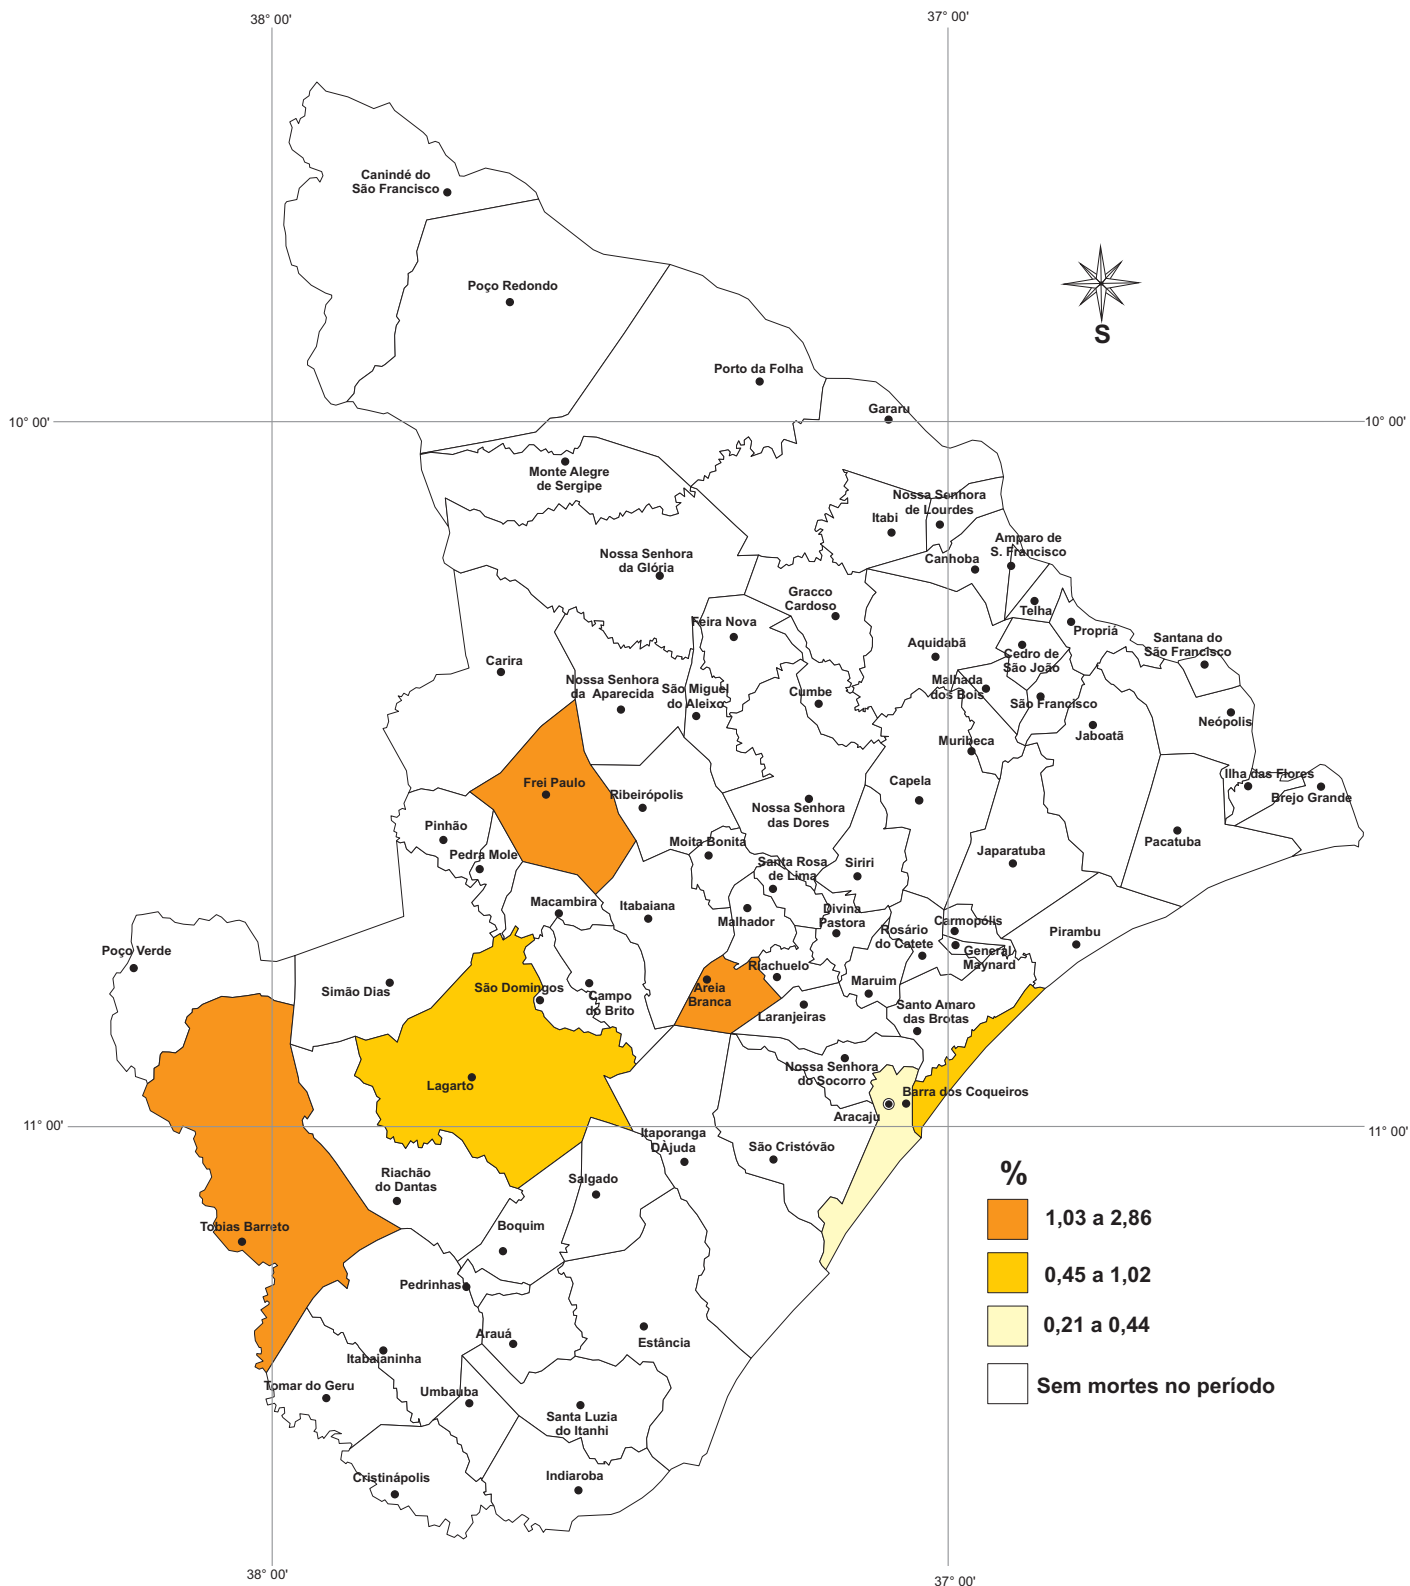 38° 00'
37° 00'
Canindé do
São Francisco
Poço Redondo
S
Porto da Folha
Gararu
10° 00'
10° 00'
Monte Alegre
de Sergipe
Nossa Senhora
de Lourdes
Itabi
Amparo de
S. Francisco
Nossa Senhora
da Glória
Canhoba
Gracco
Cardoso
Telha
Feira Nova
Propriá
Santana do
São Francisco
Aquidabã
Cedro de
São João
Carira
Nossa Senhora
da Aparecida
São Miguel
do Aleixo
Cumbe
Malhada
dos Bois
São Francisco
Neópolis
Jaboatã
Muribeca
Frei Paulo
Ribeirópolis
Capela
Ilha das Flores
Brejo Grande
Nossa Senhora
das Dores
Pinhão
Moita Bonita
Pacatuba
Pedra Mole
Santa Rosa
de Lima
Siriri
Japaratuba
Macambira
Itabaiana
Malhador
Divina
Pastora
Carmopólis
Rosário
do Catete
Pirambu
Poço Verde
General
Maynard
Riachuelo
Simão Dias
São Domingos
Campo
do Brito
Areia
Branca
Maruim
Laranjeiras
Santo Amaro
das Brotas
Lagarto
Nossa Senhora
do Socorro
Barra dos Coqueiros
Aracaju
11° 00'
11° 00'
Itaporanga
DÀjuda
São Cristóvão
Riachão
do Dantas
Salgado
%
Tobias Barreto
Boquim
1,03 a 2,86
Pedrinhas
0,45 a 1,02
Arauá
Estância
0,21 a 0,44
Itabaianinha
Tomar do Geru
Umbauba
Sem mortes no período
Santa Luzia
do Itanhi
Cristinápolis
Indiaroba
38° 00'
37° 00'